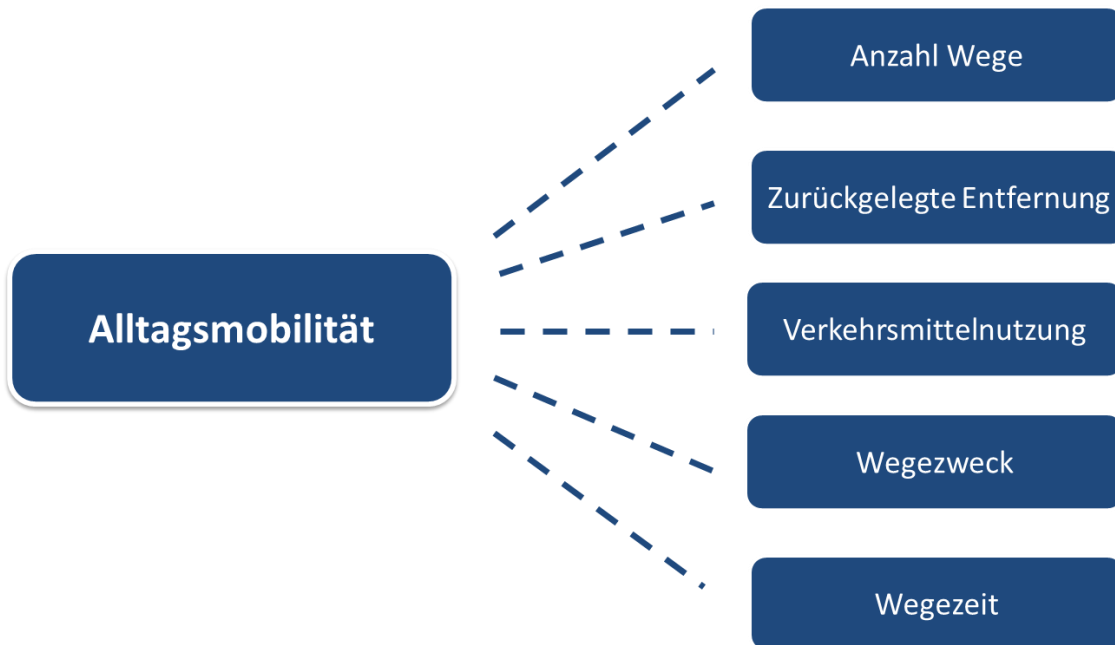 Anzahl Wege
Zurückgelegte Entfernung
Alltagsmobilität
Verkehrsmittelnutzung
Wegezweck
Wegezeit